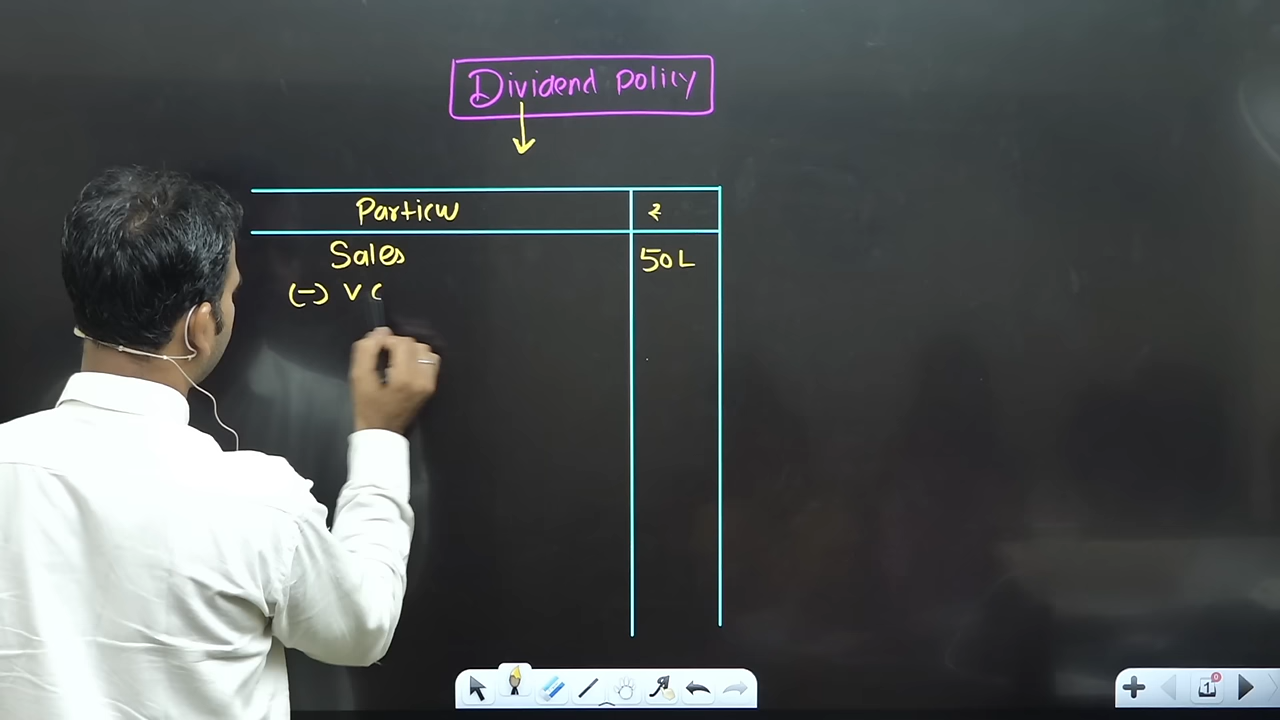 Dividend policy
Particu ₹
Sales 50L
(-) V C